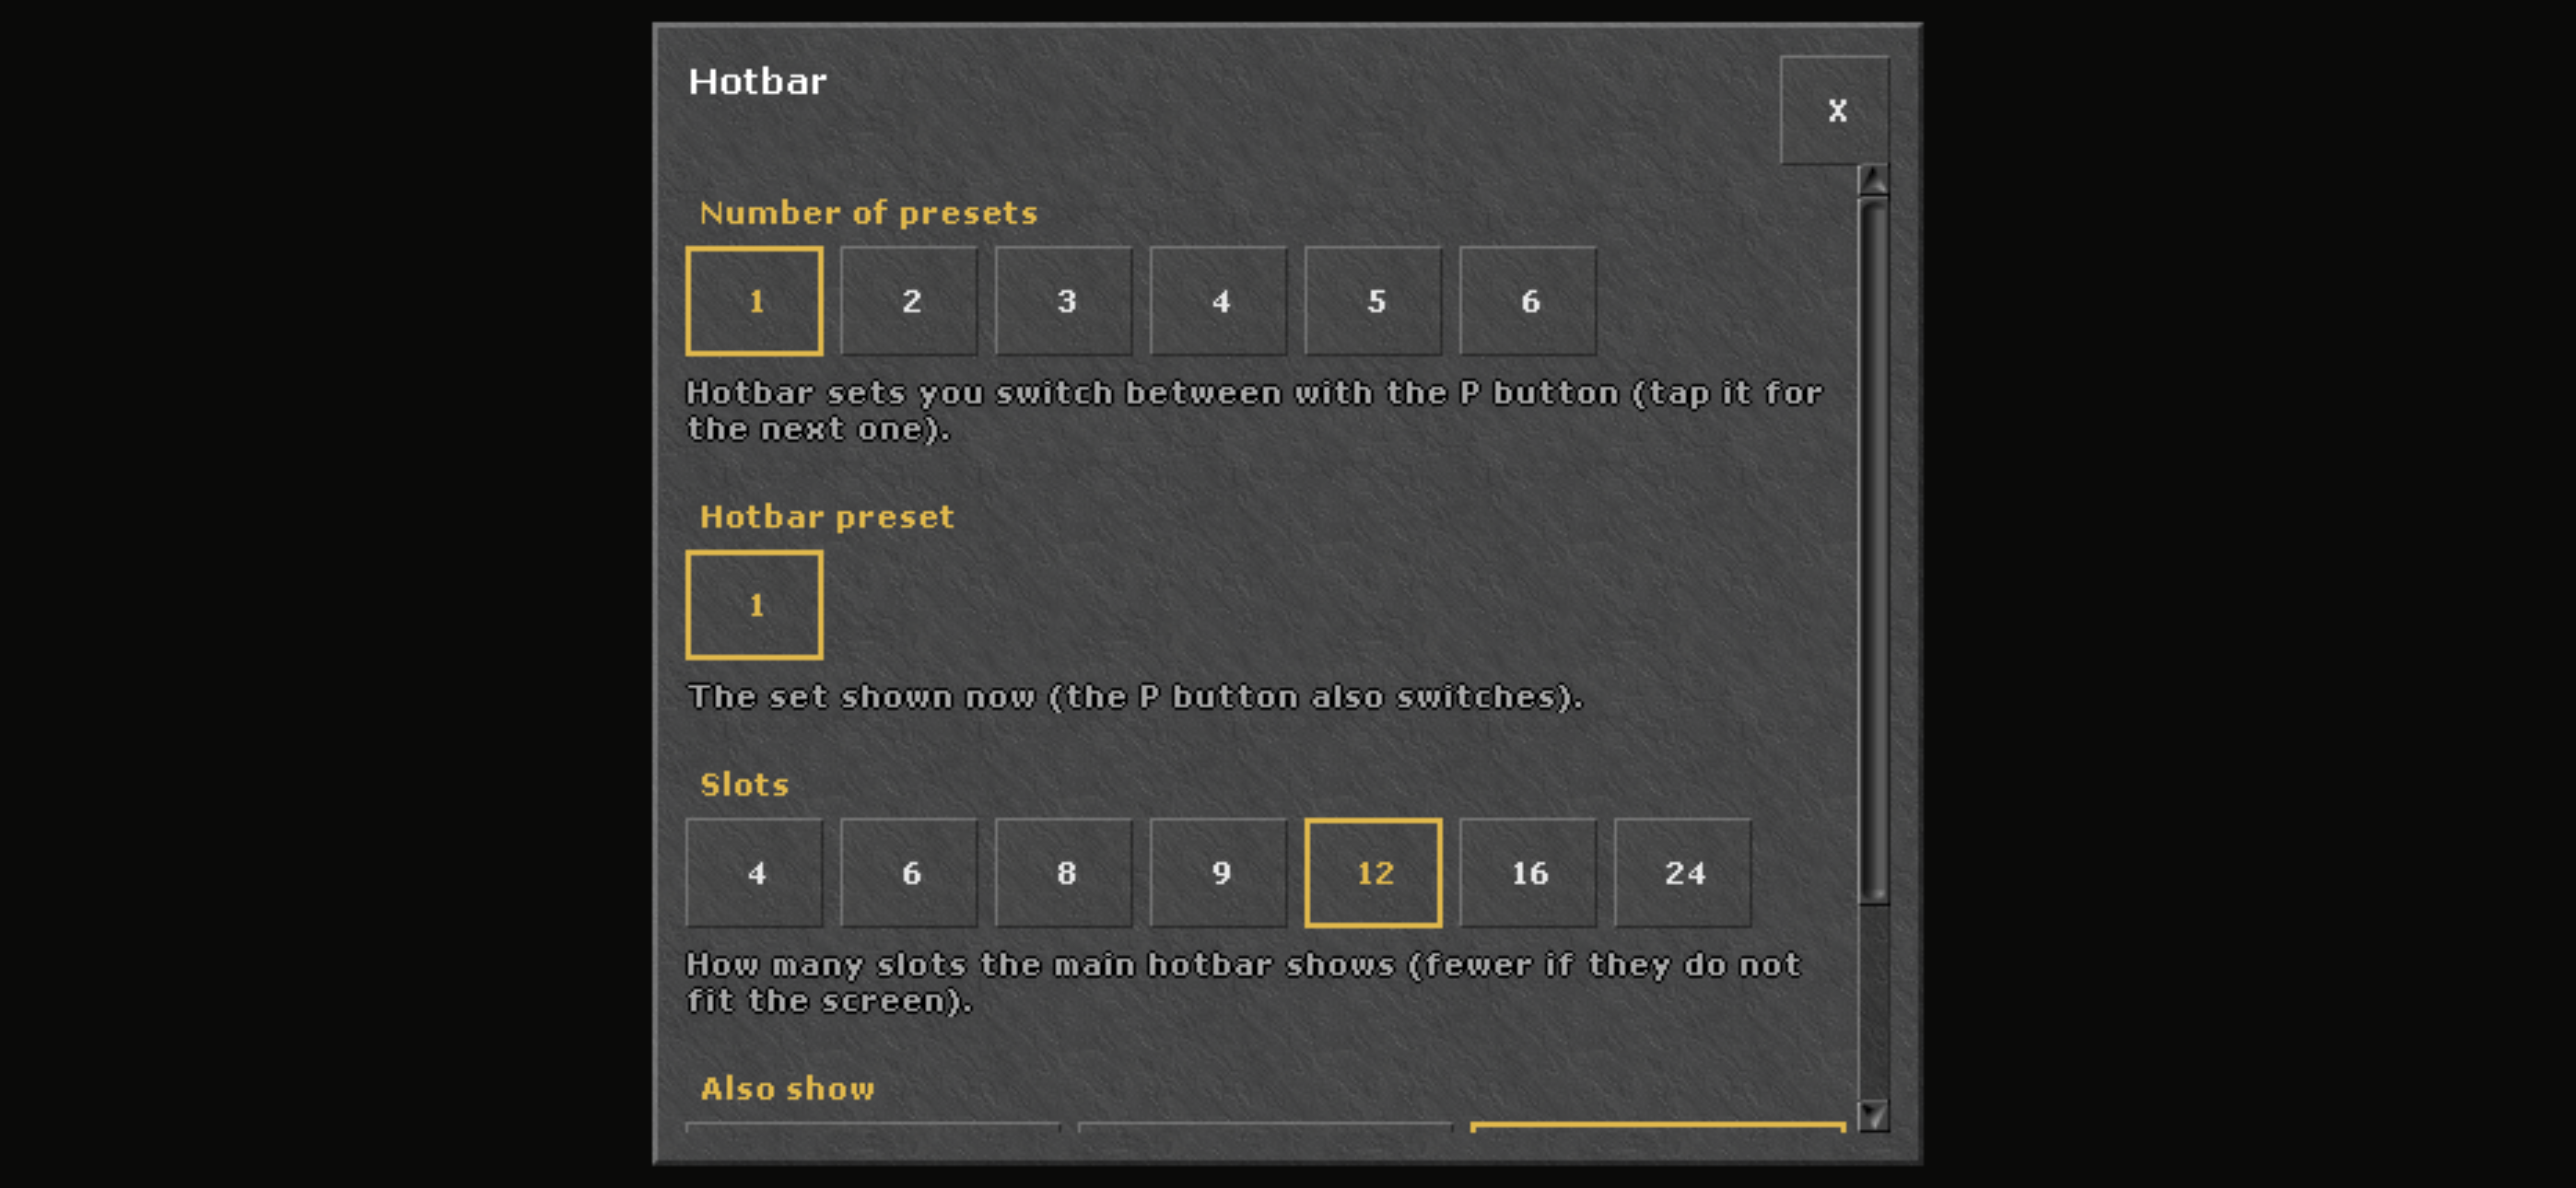 Hotbar
X
Number of presets
1 2 3 4 5 6
Hotbar sets you switch between with the P button (tap it for
the next one).
Hotbar preset
1
The set shown now (the P button also switches).
Slots
4 6 8 9 12 16 24
How many slots the main hotbar shows (fewer if they do not
fit the screen).
Also show